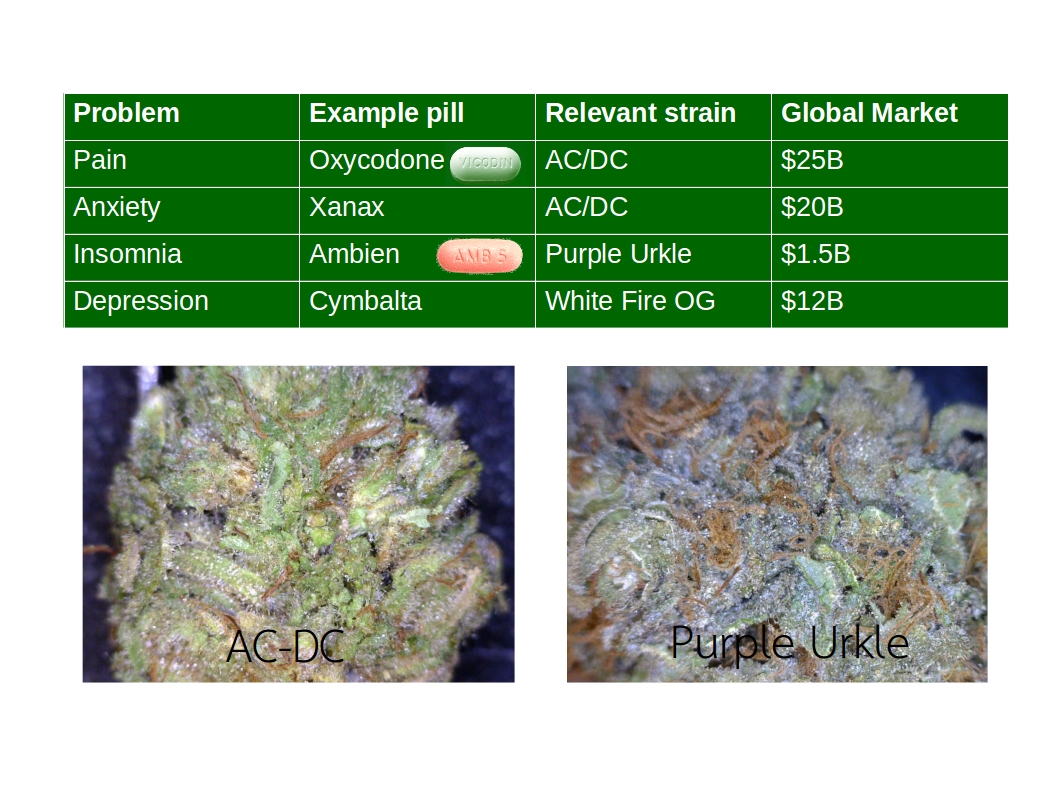 Problem Example pill Relevant strain Global Market
Pain Oxycodone VICODIN AC/DC $25B
Anxiety Xanax AC/DC $20B
Insomnia Ambien AMB 5 Purple Urkle $1.5B
Depression Cymbalta White Fire OG $12B
AC-DC
Purple Urkle